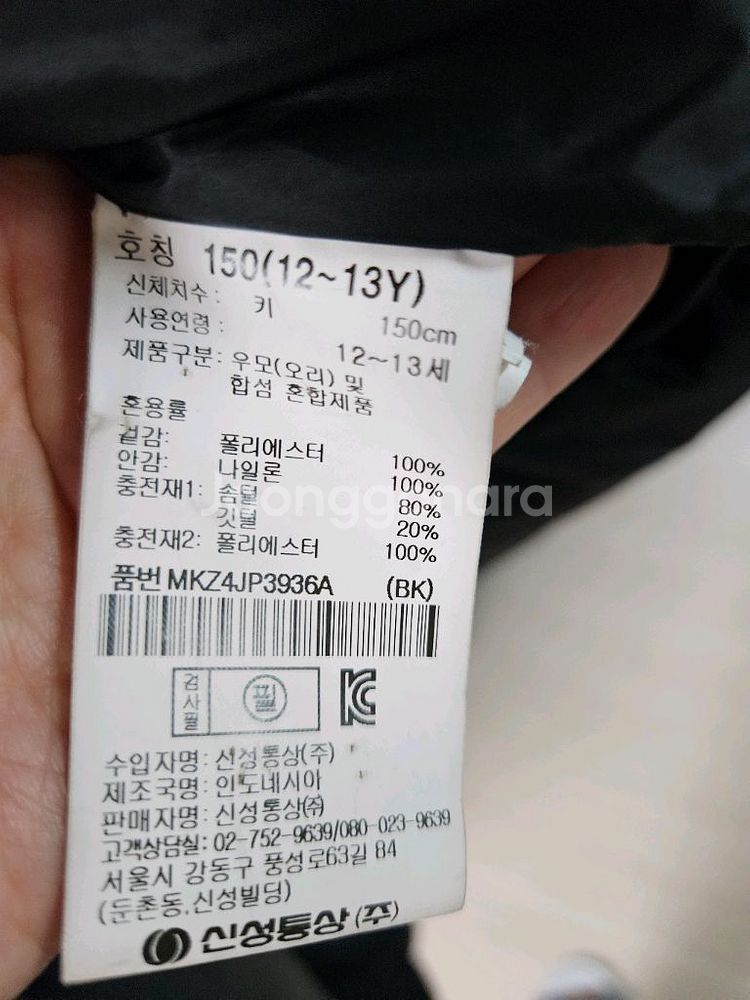 호칭 150(12~13Y)
신체치수 : 키 150cm
사용연령 : 12~13세
제품구분: 우모(오리) 및
합섬 혼합제품
혼용률
겉감: 폴리에스터 100%
안감: 나일론 100%
충전재1: 솜털 80%
깃털 20%
충전재2: 폴리에스터 100%
품번 MKZ4JP3936A (BK)
검사필 필
수입자명 : 신성통상(주)
제조국명 : 인도네시아
판매자명 : 신성통상㈜
고객상담실: 02-752-9639/080-023-9639
서울시 강동구 풍성로63길 84
(둔촌동.신성빌딩)
신성통상(주)
Joonggonara